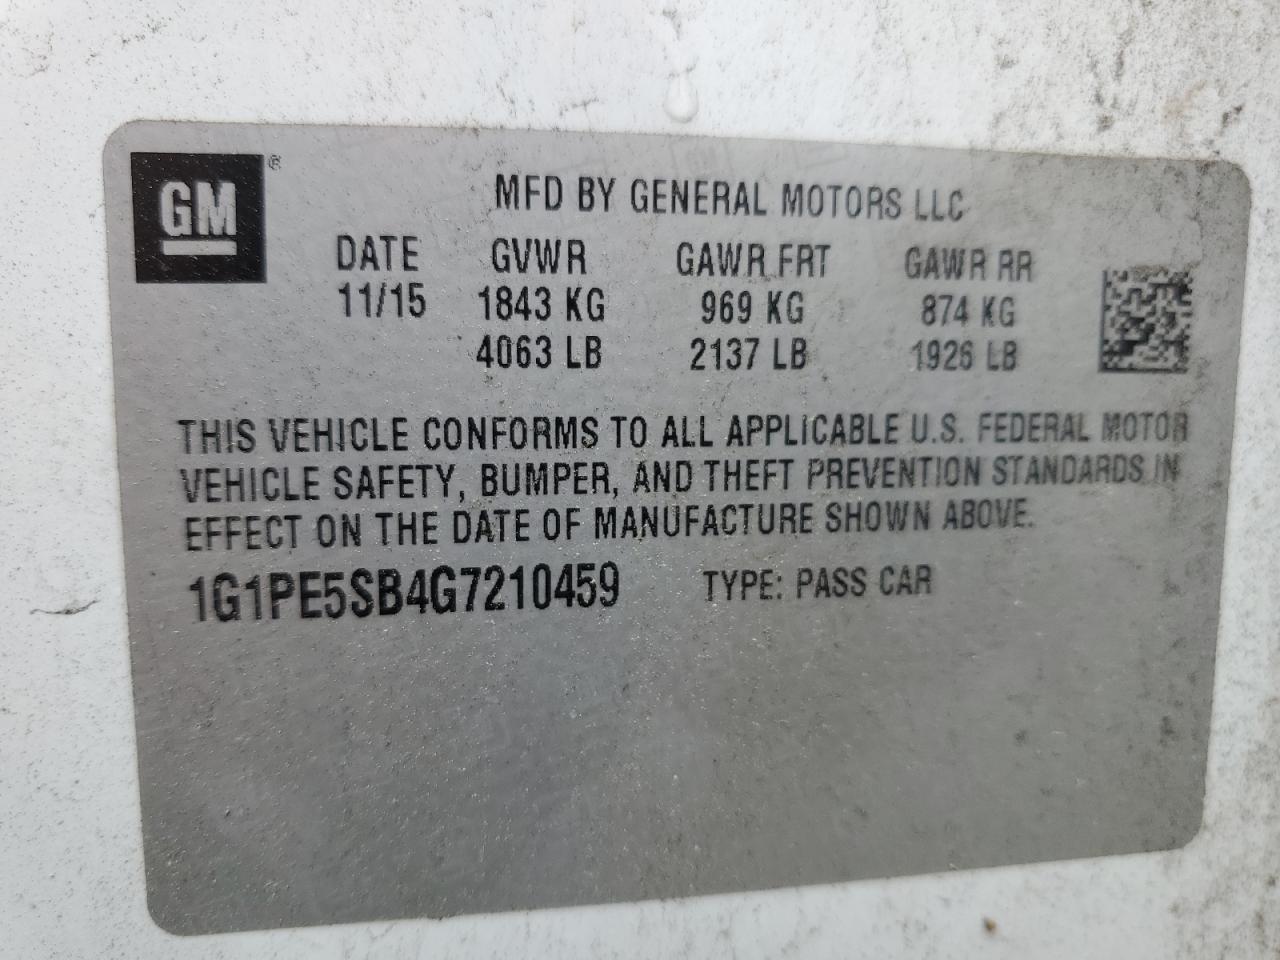 GM®
MFD BY GENERAL MOTORS LLC
DATE GVWR GAWR FRT GAWR RR
11/15 1843 KG 969 KG 874 KG
4063 LB 2137 LB 1926 LB
THIS VEHICLE CONFORMS TO ALL APPLICABLE U.S. FEDERAL MOTOR
VEHICLE SAFETY, BUMPER, AND THEFT PREVENTION STANDARDS IN
EFFECT ON THE DATE OF MANUFACTURE SHOWN ABOVE.
1G1PE5SB4G7210459 TYPE: PASS CAR